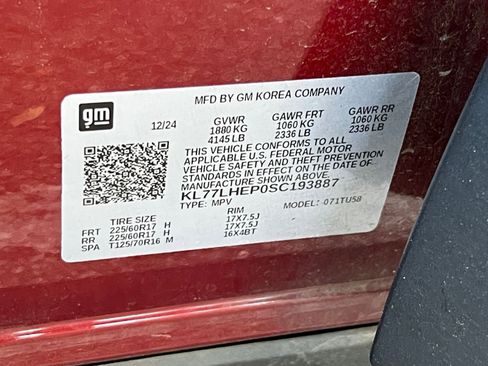 gm
MFD BY GM KOREA COMPANY
12/24
GVWR
1880 KG
4145 LB
GAWR FRT
1060 KG
2336 LB
GAWR RR
1060 KG
2336 LB
THIS VEHICLE CONFORMS TO ALL
APPLICABLE U.S. FEDERAL MOTOR
VEHICLE SAFETY AND THEFT PREVENTION
STANDARDS IN EFFECT ON THE DATE OF
MANUFACTURE SHOWN ABOVE.
KL77LHEP0SC193887
TYPE: MPV
MODEL: 071TU58
TIRE SIZE
RIM
FRT 225/60R17 H 17X7.5J
RR 225/60R17 H 17X7.5J
SPA T125/70R16 M 16X4BT